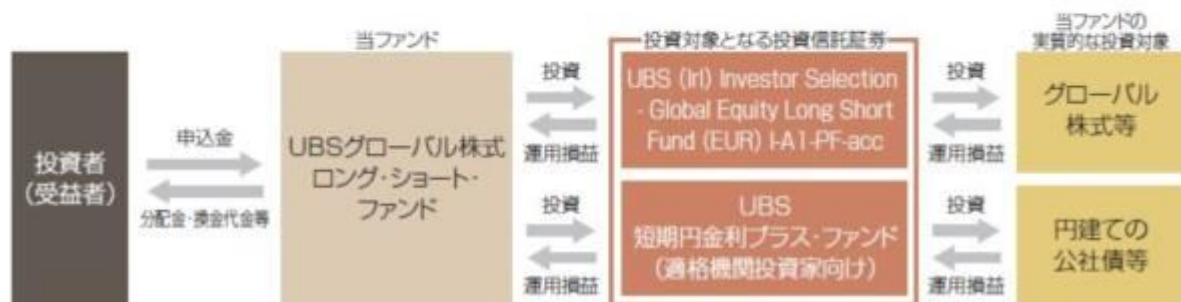 投資者
(受益者)
申込金
分配金・換金代金等
当ファンド
UBSグローバル株式
ロング・ショート・
ファンド
投資
運用損益
投資
運用損益
投資対象となる投資信託証券
UBS (Irl) Investor Selection
- Global Equity Long Short
Fund (EUR) I-A1-PF-acc
UBS
短期円金利プラス・ファンド
(適格機関投資家向け)
投資
運用損益
投資
運用損益
当ファンドの
実質的な投資対象
グローバル
株式等
円建ての
公社債等